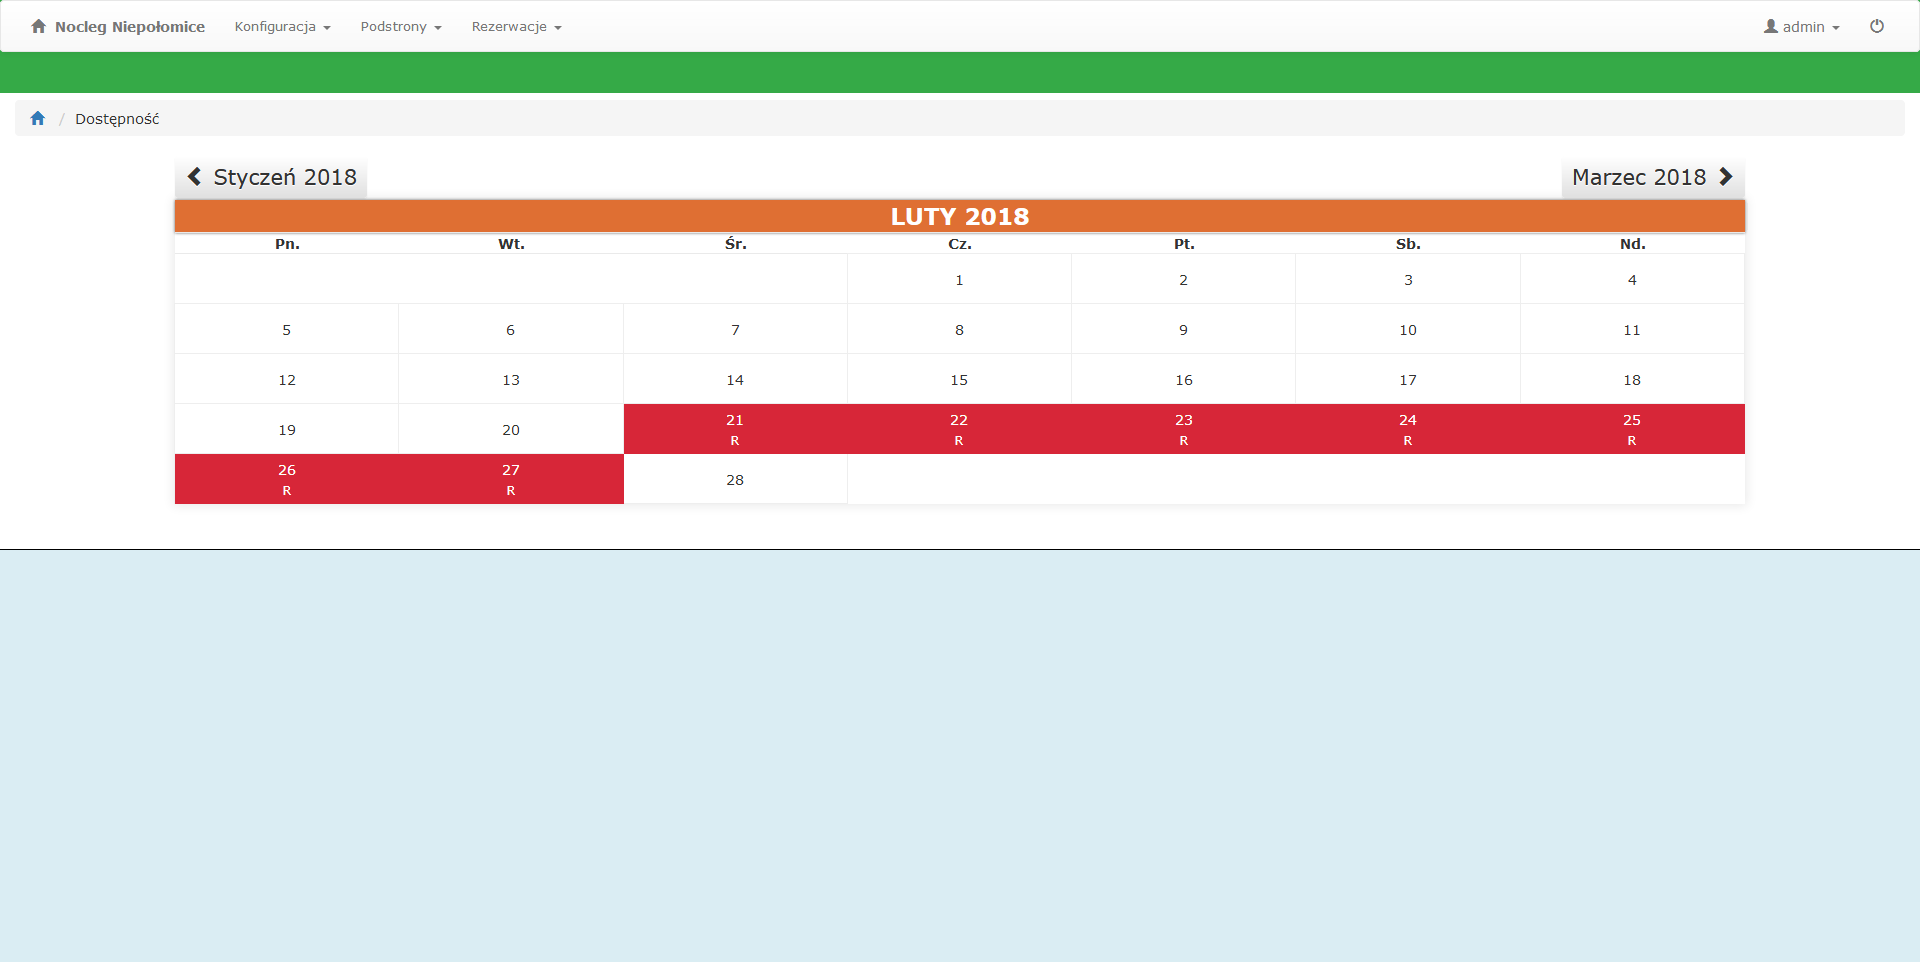 Nocleg Niepołomice Konfiguracja Podstrony Rezerwacje admin
/ Dostępność
Styczeń 2018 Marzec 2018
LUTY 2018
Pn. Wt. Śr. Cz. Pt. Sb. Nd.
1 2 3 4
5 6 7 8 9 10 11
12 13 14 15 16 17 18
19 20 21 22 23 24 25
R R R R R
26 27 28
R R